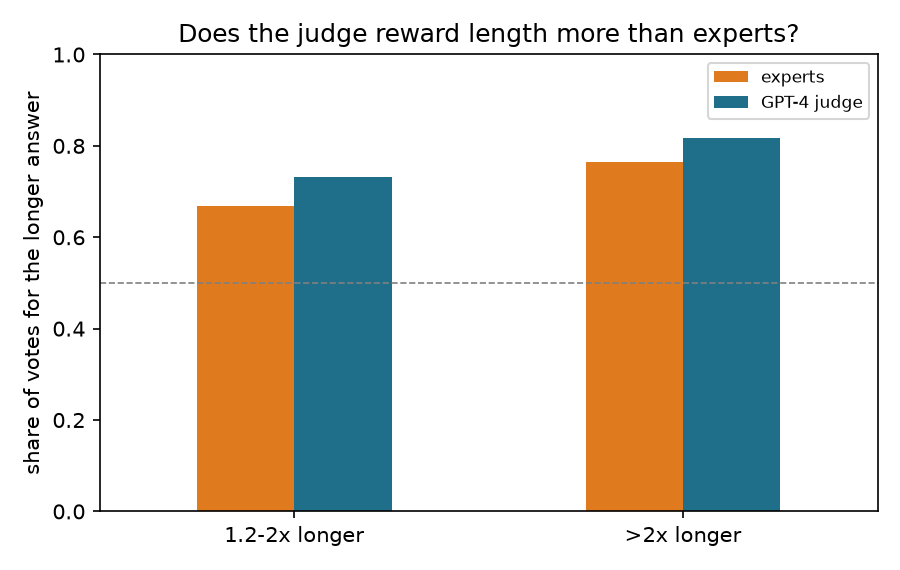 Does the judge reward length more than experts?
share of votes for the longer answer
1.0
0.8
0.6
0.4
0.2
0.0
experts
GPT-4 judge
1.2-2x longer
>2x longer